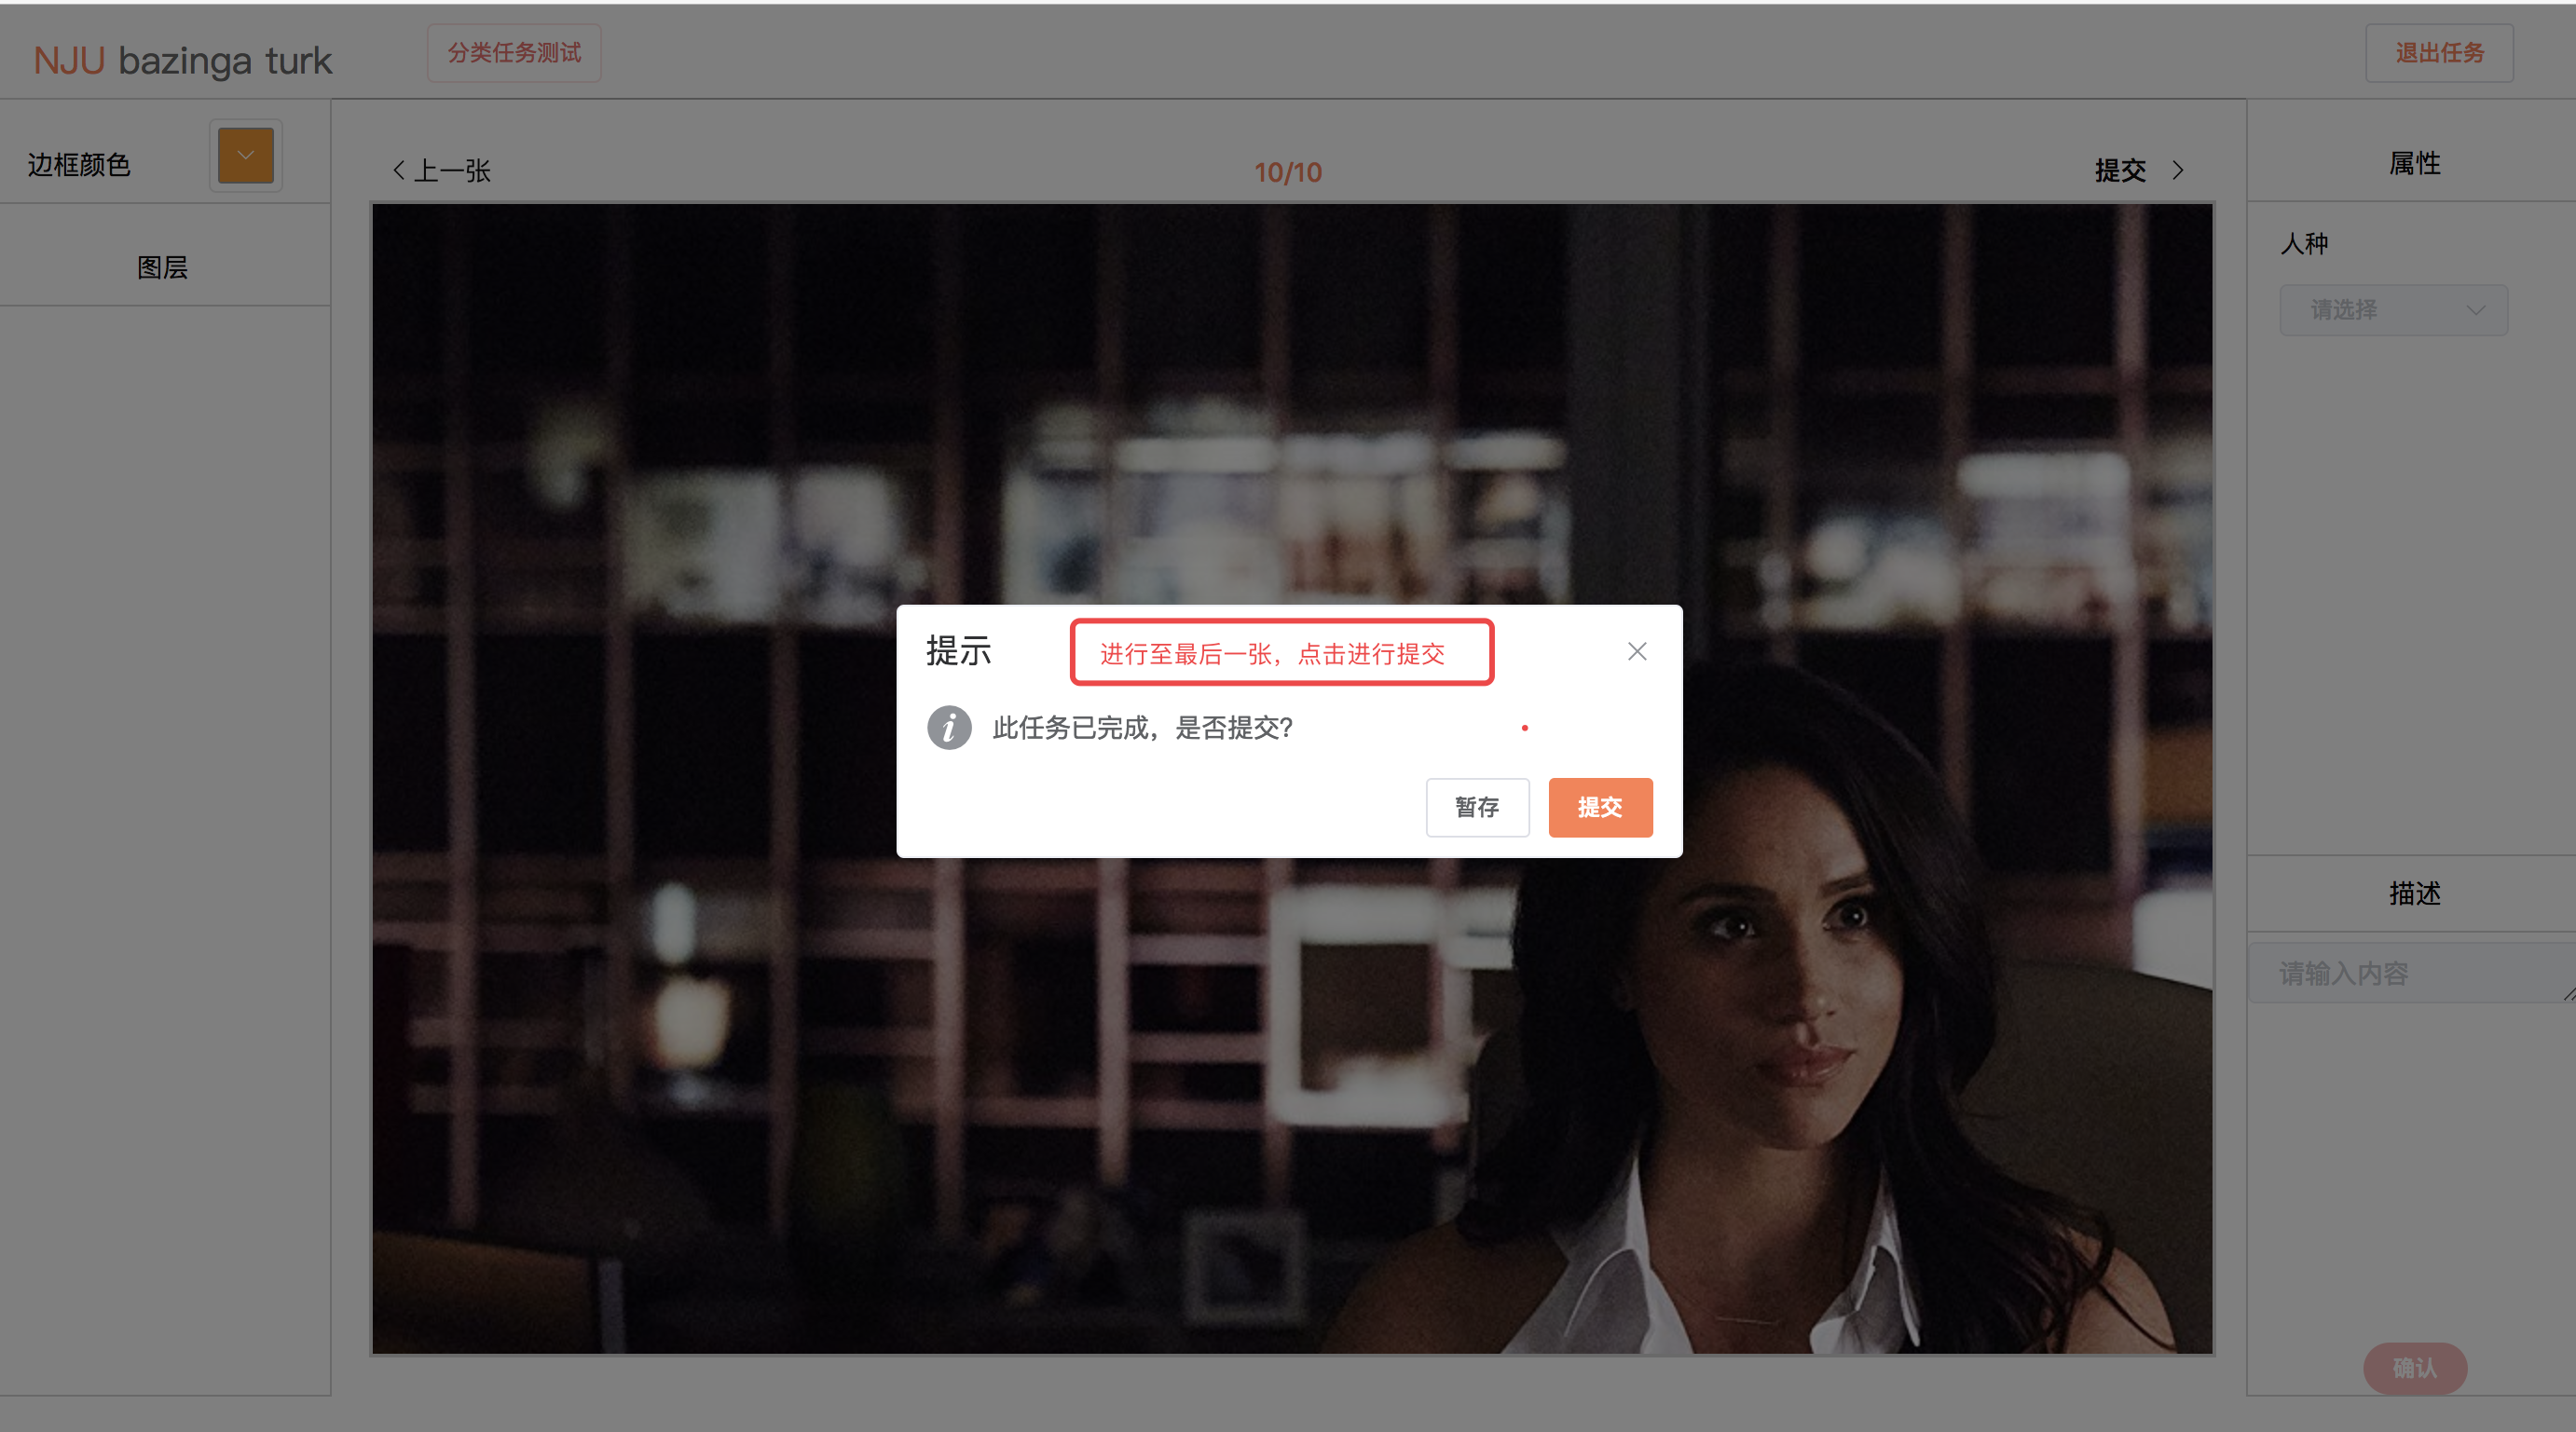 NJU bazinga turk
分类任务测试
退出任务
边框颜色
图层
上一张
10/10
提交
属性
人种
请选择
提示
进行至最后一张，点击进行提交
此任务已完成，是否提交?
暂存
提交
描述
请输入内容
确认